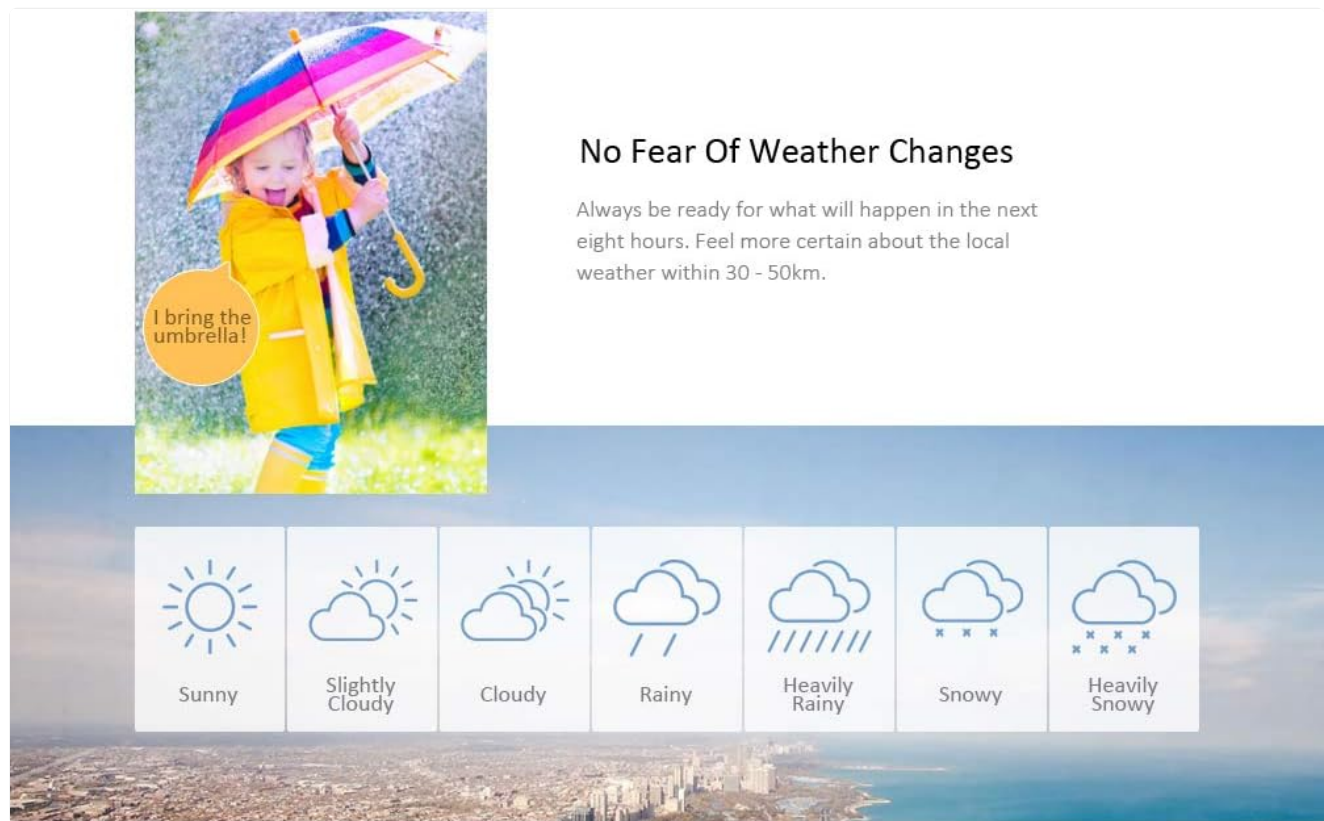 No Fear Of Weather Changes
Always be ready for what will happen in the next
eight hours. Feel more certain about the local
weather within 30 - 50km.
I bring the
umbrella!
Sunny
Slightly
Cloudy
Cloudy
Rainy
Heavily
Rainy
Snowy
Heavily
Snowy